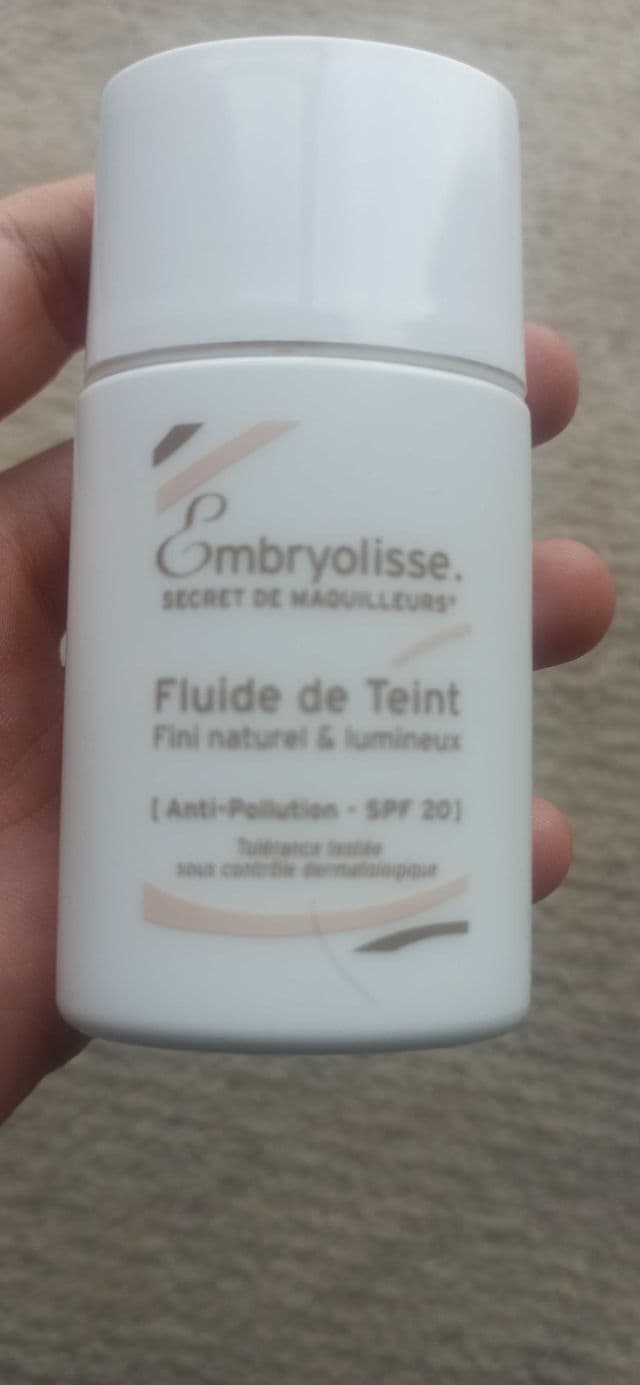 Embryolisse.
SECRET DE MAQUILLEURS*
Fluide de Teint
Fini naturel & lumineux
[Anti-Pollution - SPF 20]
Tolérance testée
sous contrôle dermatologique